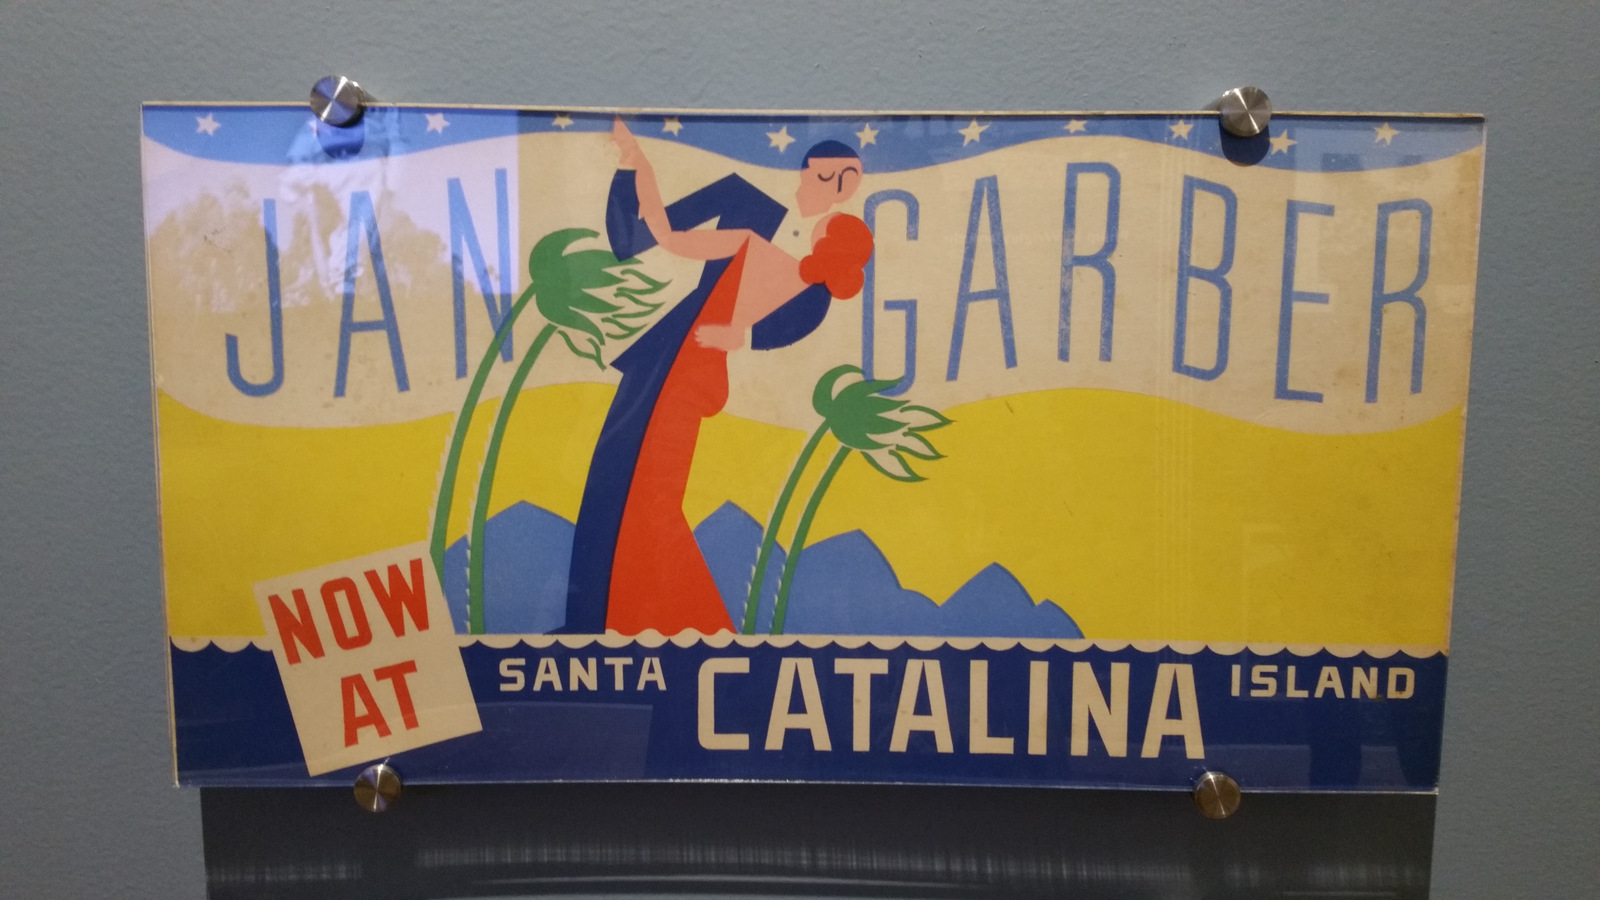 JAN GARBER
NOW
AT
SANTA CATALINA ISLAND